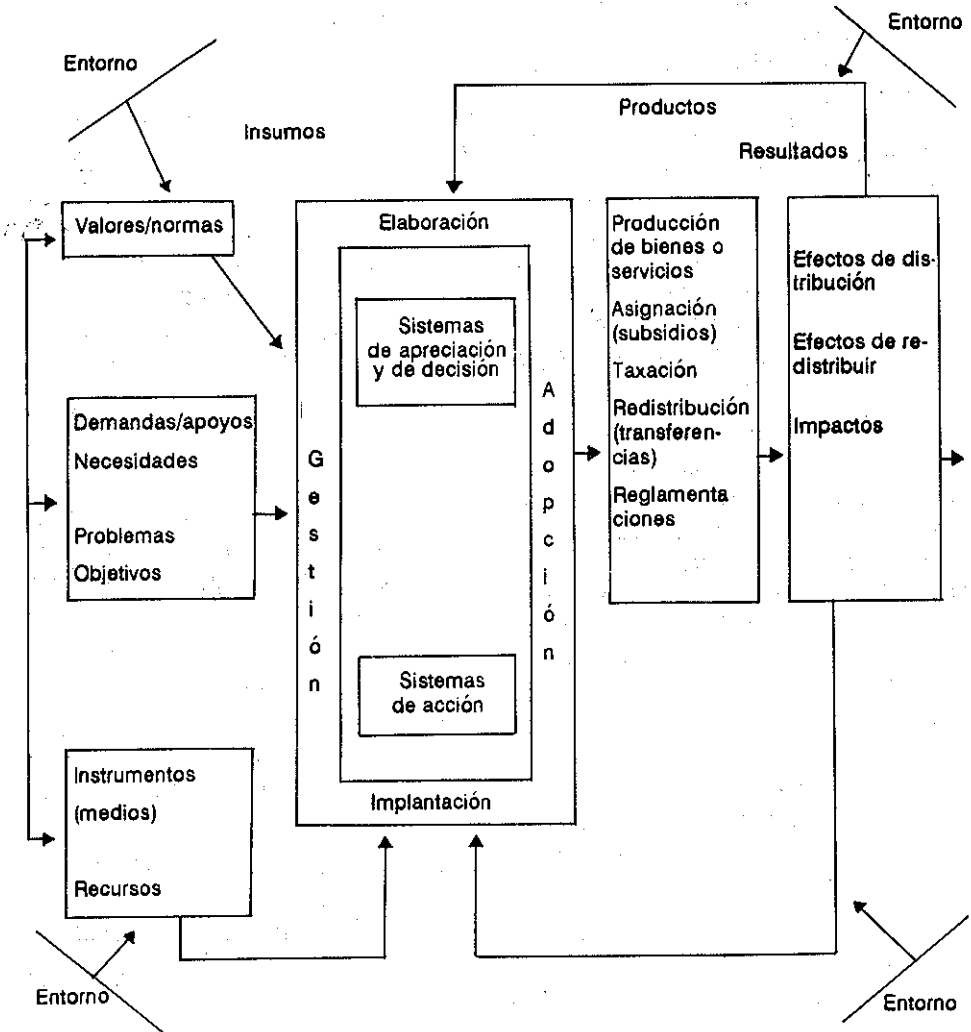 Entorno
Entorno
Insumos
Productos
Resultados
Valores/normas
Demandas/apoyos
Necesidades
Problemas
Objetivos
Instrumentos
(medios)
Recursos
Elaboración
Gestión
Sistemas
de apreciación
y de decisión
Sistemas
de acción
Adopción
Implantación
Producción
de bienes o
servicios
Asignación
(subsidios)
Taxación
Redistribución
(transferen-
cias)
Reglamenta
ciones
Efectos de dis-
tribución
Efectos de re-
distribuir
Impactos
Entorno
Entorno